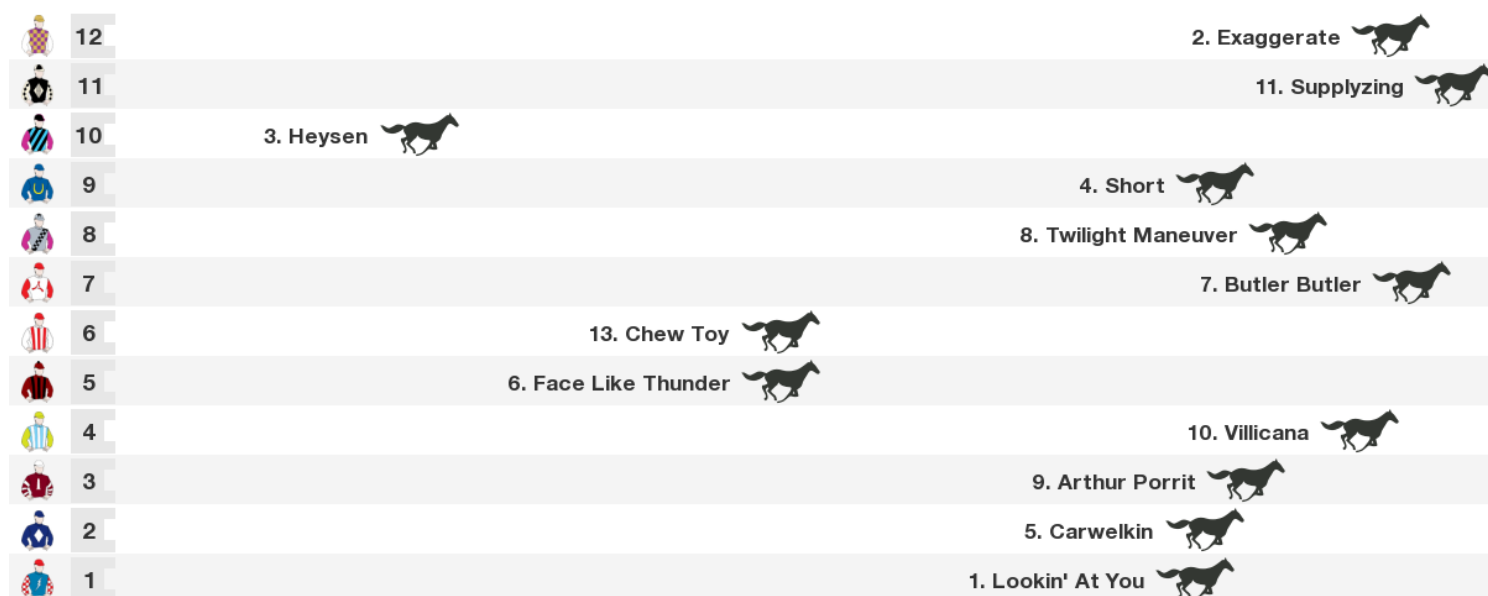 12 2. Exaggerate
11 11. Supplyzing
10 3. Heysen
9 4. Short
8 8. Twilight Maneuver
7 7. Butler Butler
6 13. Chew Toy
5 6. Face Like Thunder
4 10. Villicana
3 9. Arthur Porrit
2 5. Carwelkin
1 1. Lookin' At You